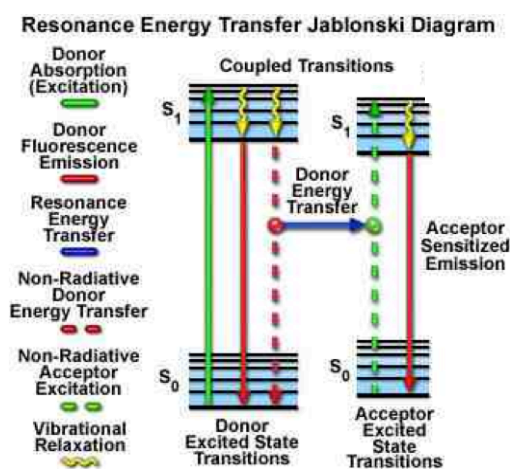 Resonance Energy Transfer Jablonski Diagram
Donor
Absorption
(Excitation)
Donor
Fluorescence
Emission
Resonance
Energy
Transfer
Non-Radiative
Donor
Energy Transfer
Non-Radiative
Acceptor
Excitation
Vibrational
Relaxation
Coupled Transitions
S1
S1
Donor
Energy
Transfer
Acceptor
Sensitized
Emission
S0
S0
Donor
Excited State
Transitions
Acceptor
Excited
State
Transitions